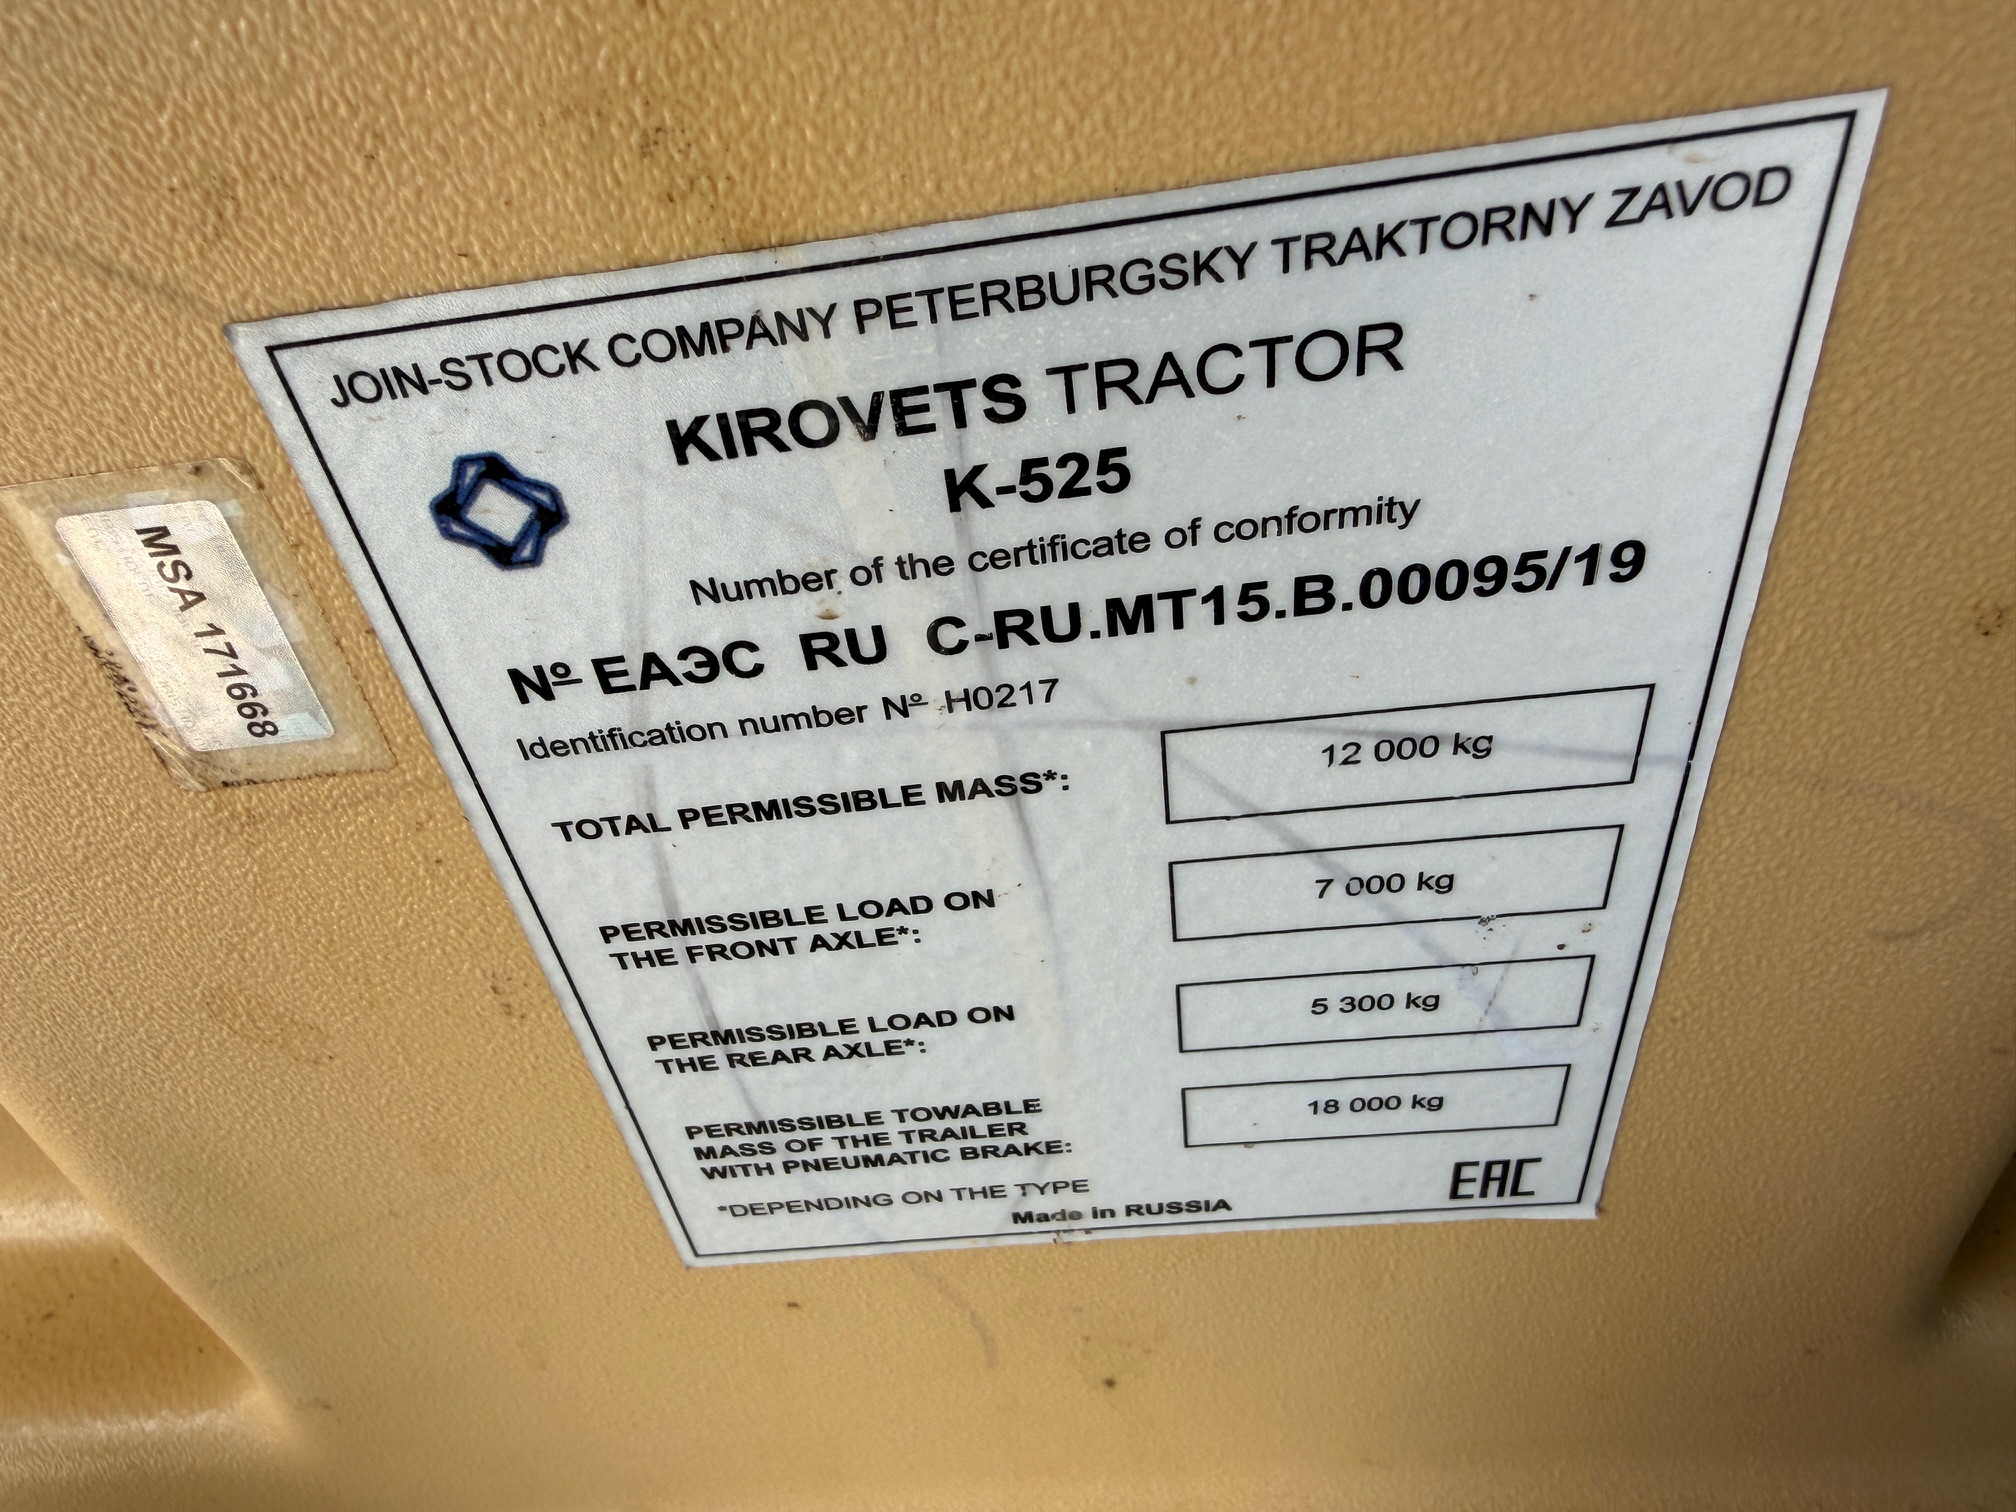 JOIN-STOCK COMPANY PETERBURGSKY TRAKTORNY ZAVOD
KIROVETS TRACTOR
K-525
Number of the certificate of conformity
№ ЕАЭС RU C-RU.MT15.B.00095/19
Identification number № H0217
TOTAL PERMISSIBLE MASS*: 12 000 kg
PERMISSIBLE LOAD ON
THE FRONT AXLE*: 7 000 kg
PERMISSIBLE LOAD ON
THE REAR AXLE*: 5 300 kg
PERMISSIBLE TOWABLE
MASS OF THE TRAILER
WITH PNEUMATIC BRAKE: 18 000 kg
*DEPENDING ON THE TYPE
Made in RUSSIA
EAC
MSA 171668